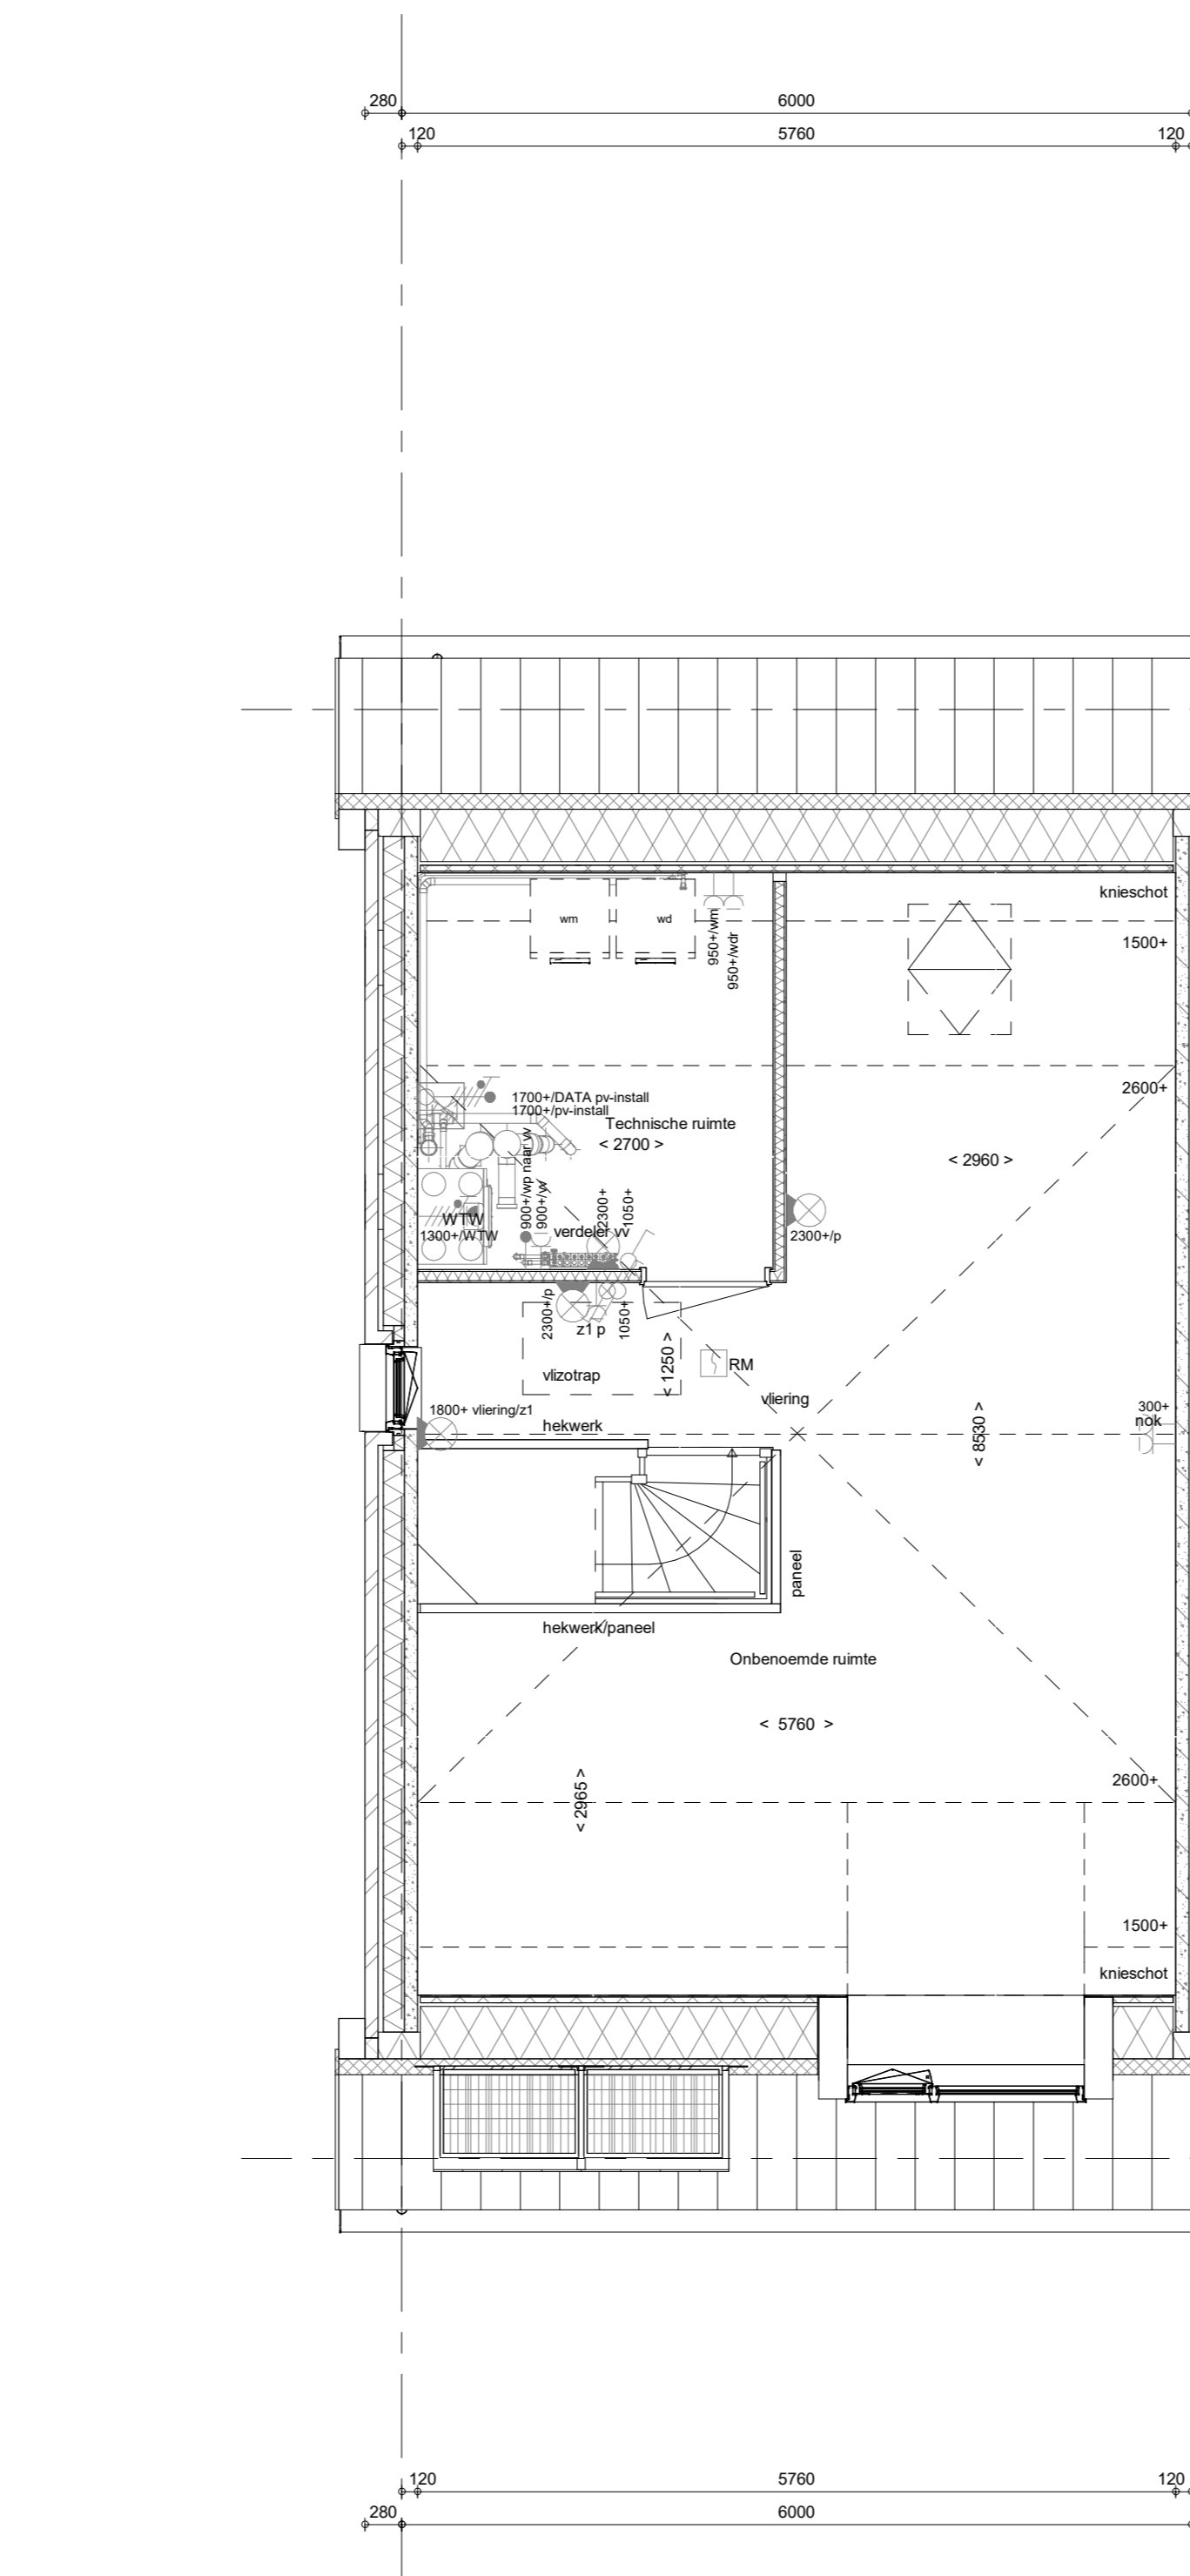 280
6000
120
5760
120
knieschot
wm
wd
950+/wm
950+/wdr
1500+
2600+
1700+/DATA pv-install
1700+/pv-install
Technische ruimte
< 2700 >
< 2960 >
900+/wp naar vv
900+/vv
2300+
1050+
WTW
1300+/WTW
verdeler vv
2300+/p
2300+/p
z1 p
1050+
< 1250 >
RM
vlizotrap
vliering
1800+ vliering/z1
hekwerk
300+
nok
< 8530 >
paneel
hekwerk/paneel
Onbenoemde ruimte
< 5760 >
< 2965 >
2600+
1500+
knieschot
120
5760
120
280
6000